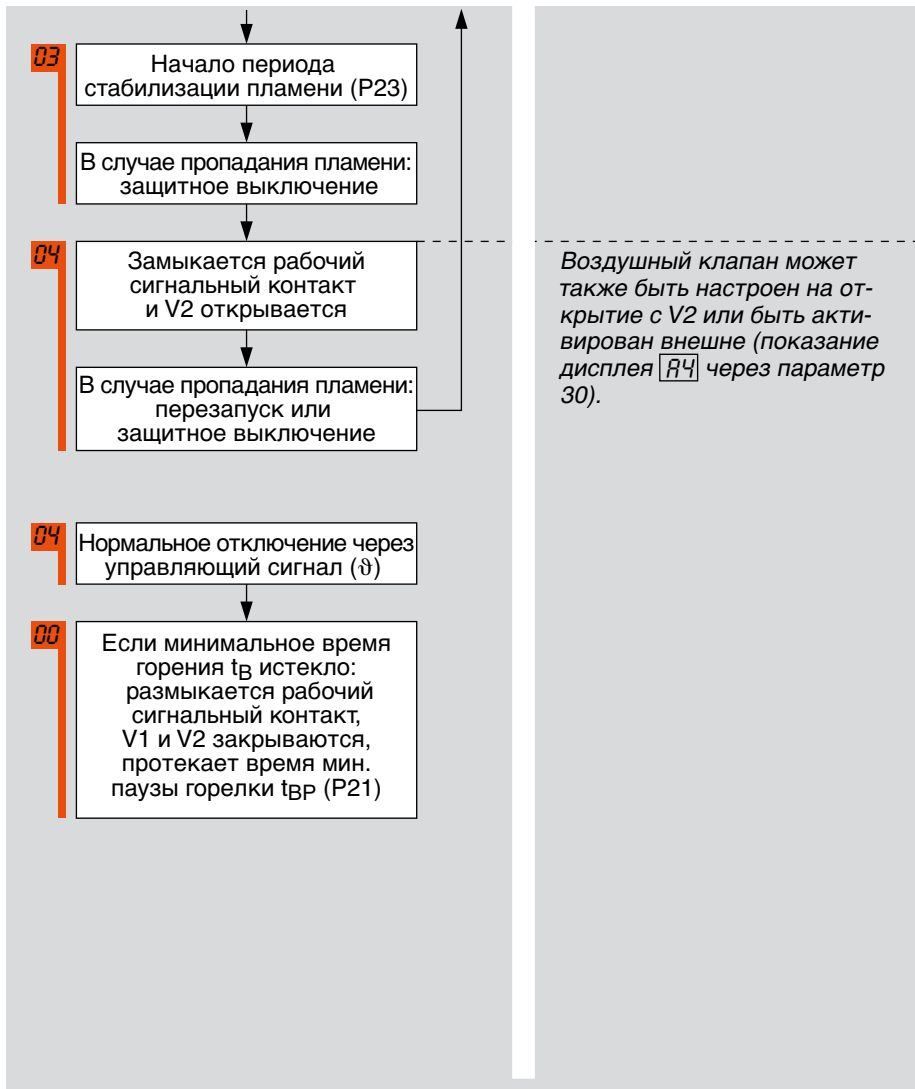 03
Начало периода
стабилизации пламени (P23)
В случае пропадания пламени:
защитное выключение
04
Замыкается рабочий
сигнальный контакт
и V2 открывается
В случае пропадания пламени:
перезапуск или
защитное выключение
04
Нормальное отключение через
управляющий сигнал (ϑ)
00
Если минимальное время
горения tB истекло:
размыкается рабочий
сигнальный контакт,
V1 и V2 закрываются,
протекает время мин.
паузы горелки tBP (P21)
Воздушный клапан может
также быть настроен на от-
крытие с V2 или быть акти-
вирован внешне (показание
дисплея A4 через параметр
30).